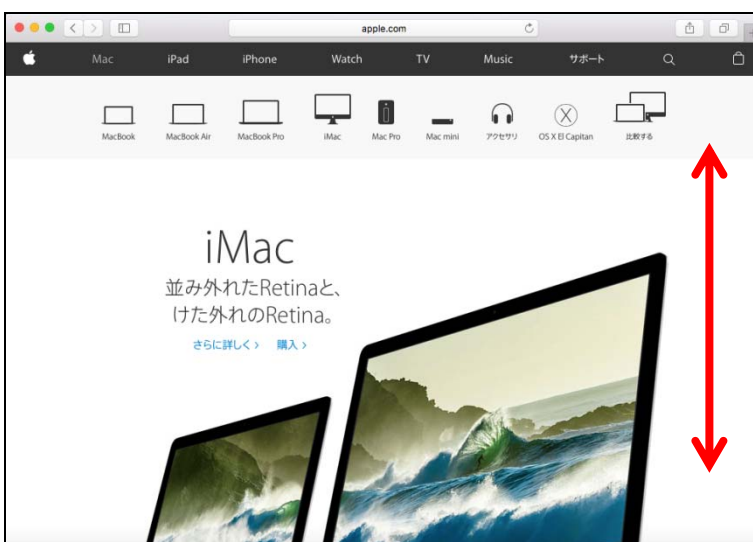 apple.com
Mac iPad iPhone Watch TV Music サポート
MacBook MacBook Air MacBook Pro iMac Mac Pro Mac mini アクセサリ OS X El Capitan 比較する
iMac
並み外れたRetinaと、
けた外れのRetina。
さらに詳しく > 購入 >